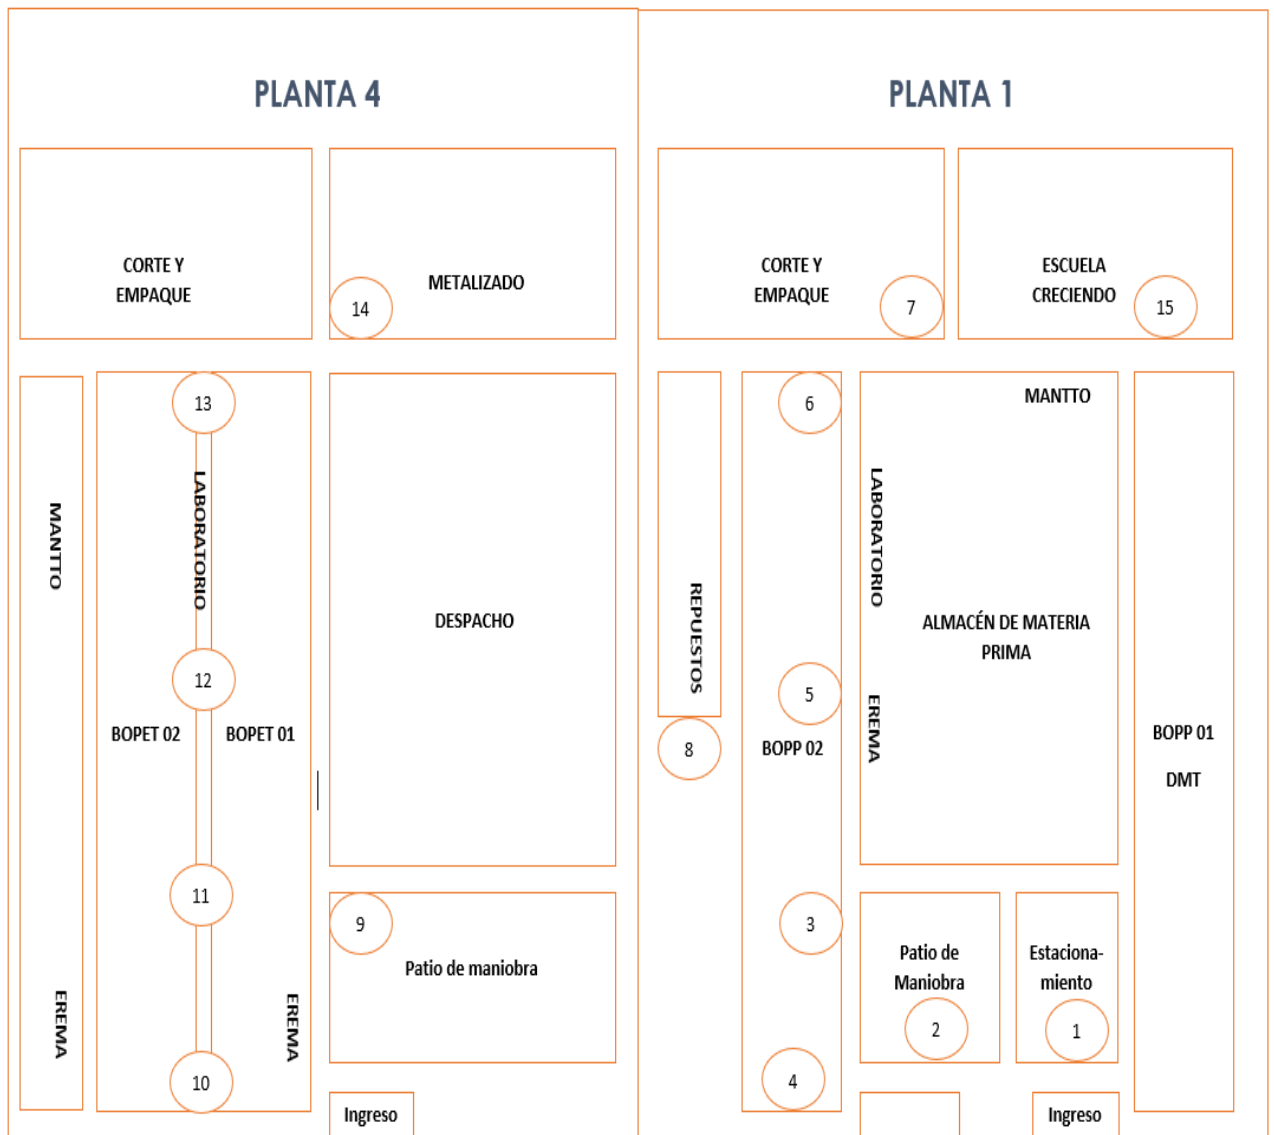 PLANTA 4
CORTE Y
EMPAQUE
METALIZADO
14
13
MANTTO
LABORATORIO
DESPACHO
12
BOPET 02
BOPET 01
11
9
Patio de maniobra
EREMA
EREMA
10
Ingreso
PLANTA 1
CORTE Y
EMPAQUE
7
ESCUELA
CRECIENDO
15
6
MANTTO
LABORATORIO
REPUESTOS
ALMACÉN DE MATERIA
PRIMA
5
EREMA
8
BOPP 02
BOPP 01
DMT
3
Patio de
Maniobra
2
Estaciona-
miento
1
4
Ingreso